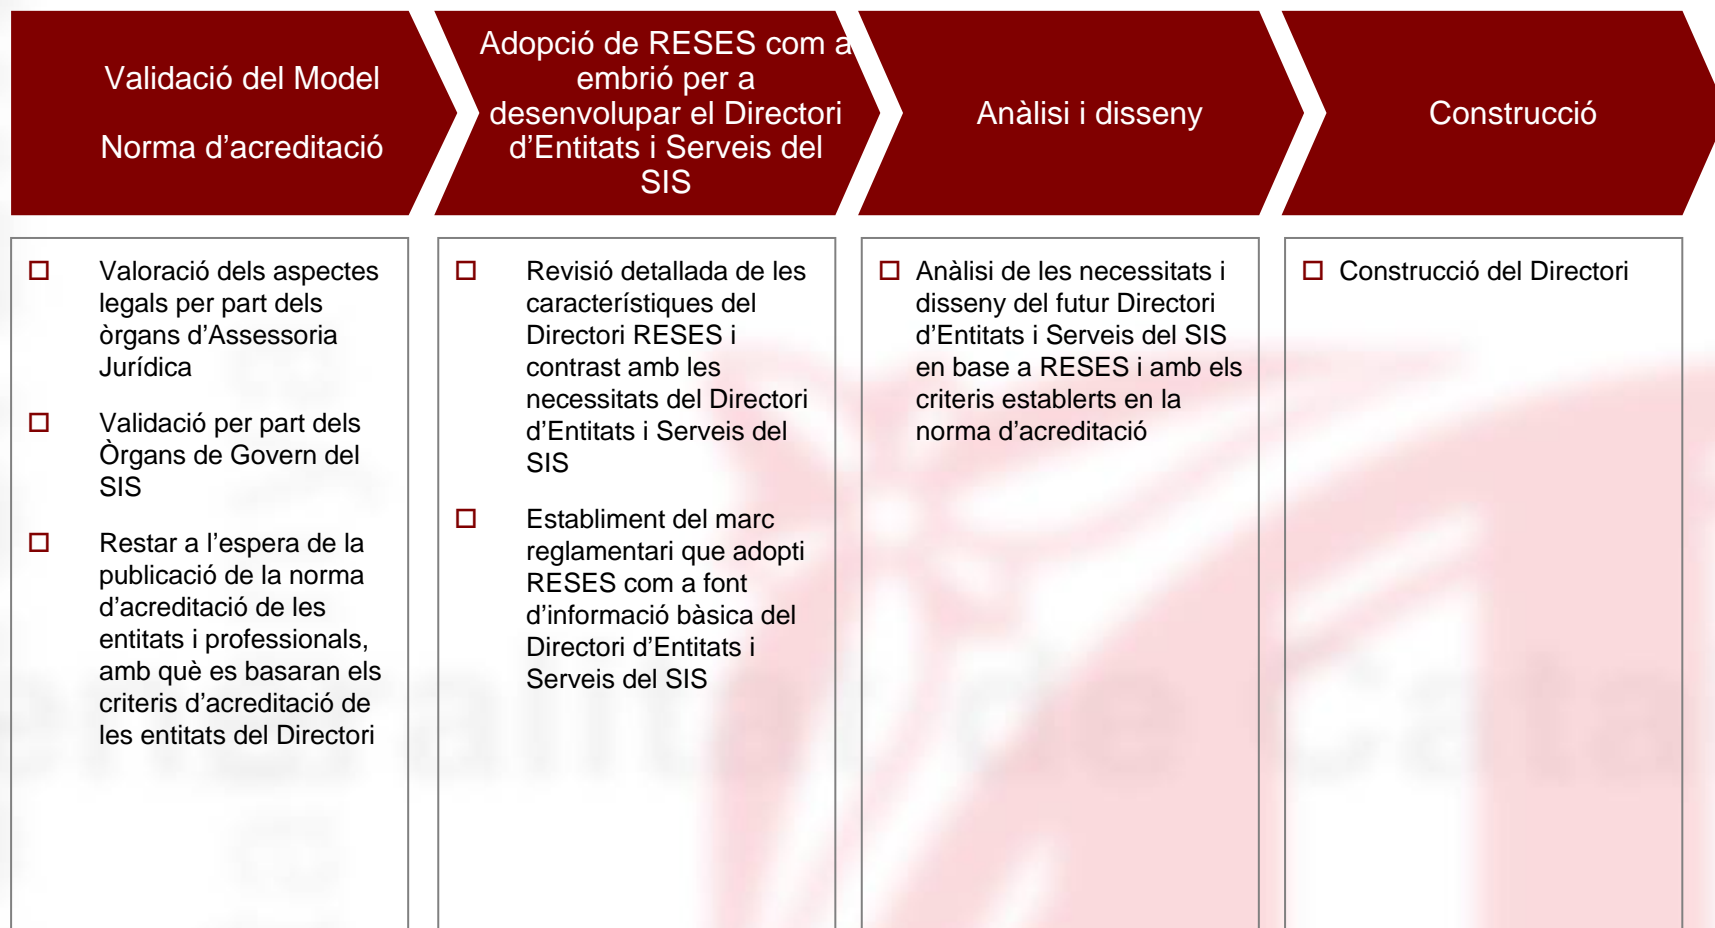 Validació del Model
Norma d'acreditació
Adopció de RESES com a
embrió per a
desenvolupar el Directori
d'Entitats i Serveis del
SIS
Anàlisi i disseny
Construcció
Valoració dels aspectes
legals per part dels
òrgans d'Assessoria
Jurídica
Validació per part dels
Òrgans de Govern del
SIS
Restar a l'espera de la
publicació de la norma
d'acreditació de les
entitats i professionals,
amb què es basaran els
criteris d'acreditació de
les entitats del Directori
Revisió detallada de les
característiques del
Directori RESES i
contrast amb les
necessitats del Directori
d'Entitats i Serveis del
SIS
Establiment del marc
reglamentari que adopti
RESES com a font
d'informació bàsica del
Directori d'Entitats i
Serveis del SIS
Anàlisi de les necessitats i
disseny del futur Directori
d'Entitats i Serveis del SIS
en base a RESES i amb els
criteris establerts en la
norma d'acreditació
Construcció del Directori